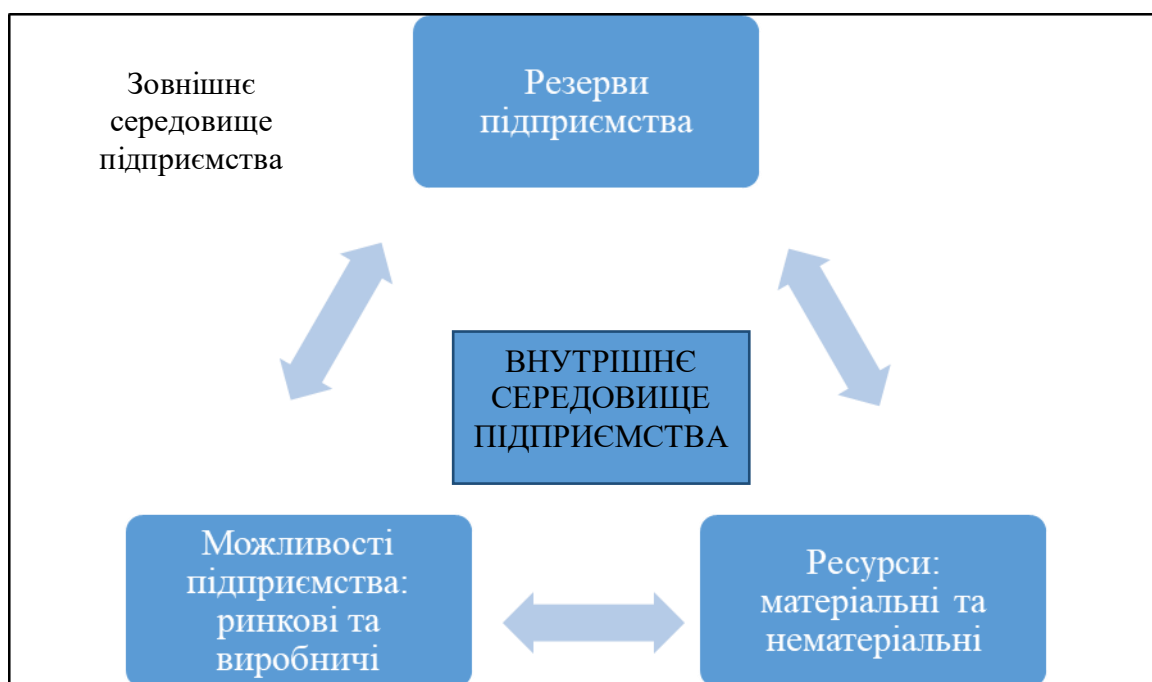 Зовнішнє
середовище
підприємства
Резерви
підприємства
ВНУТРІШНЄ
СЕРЕДОВИЩЕ
ПІДПРИЄМСТВА
Можливості
підприємства:
ринкові та
виробничі
Ресурси:
матеріальні та
нематеріальні